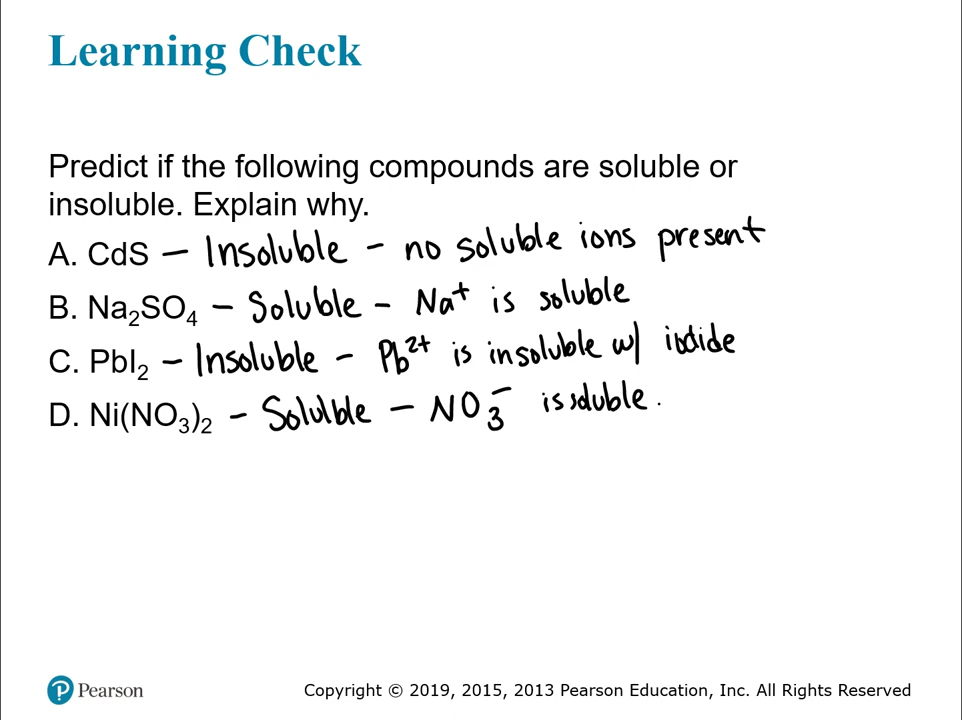 Learning Check
Predict if the following compounds are soluble or
insoluble. Explain why.
A. CdS — Insoluble – no soluble ions present
B. Na₂SO₄ – Soluble – Na⁺ is soluble
C. PbI₂ – Insoluble – Pb²⁺ is insoluble w/ iodide
D. Ni(NO₃)₂ – Soluble – NO₃⁻ is soluble.
Pearson
Copyright © 2019, 2015, 2013 Pearson Education, Inc. All Rights Reserved